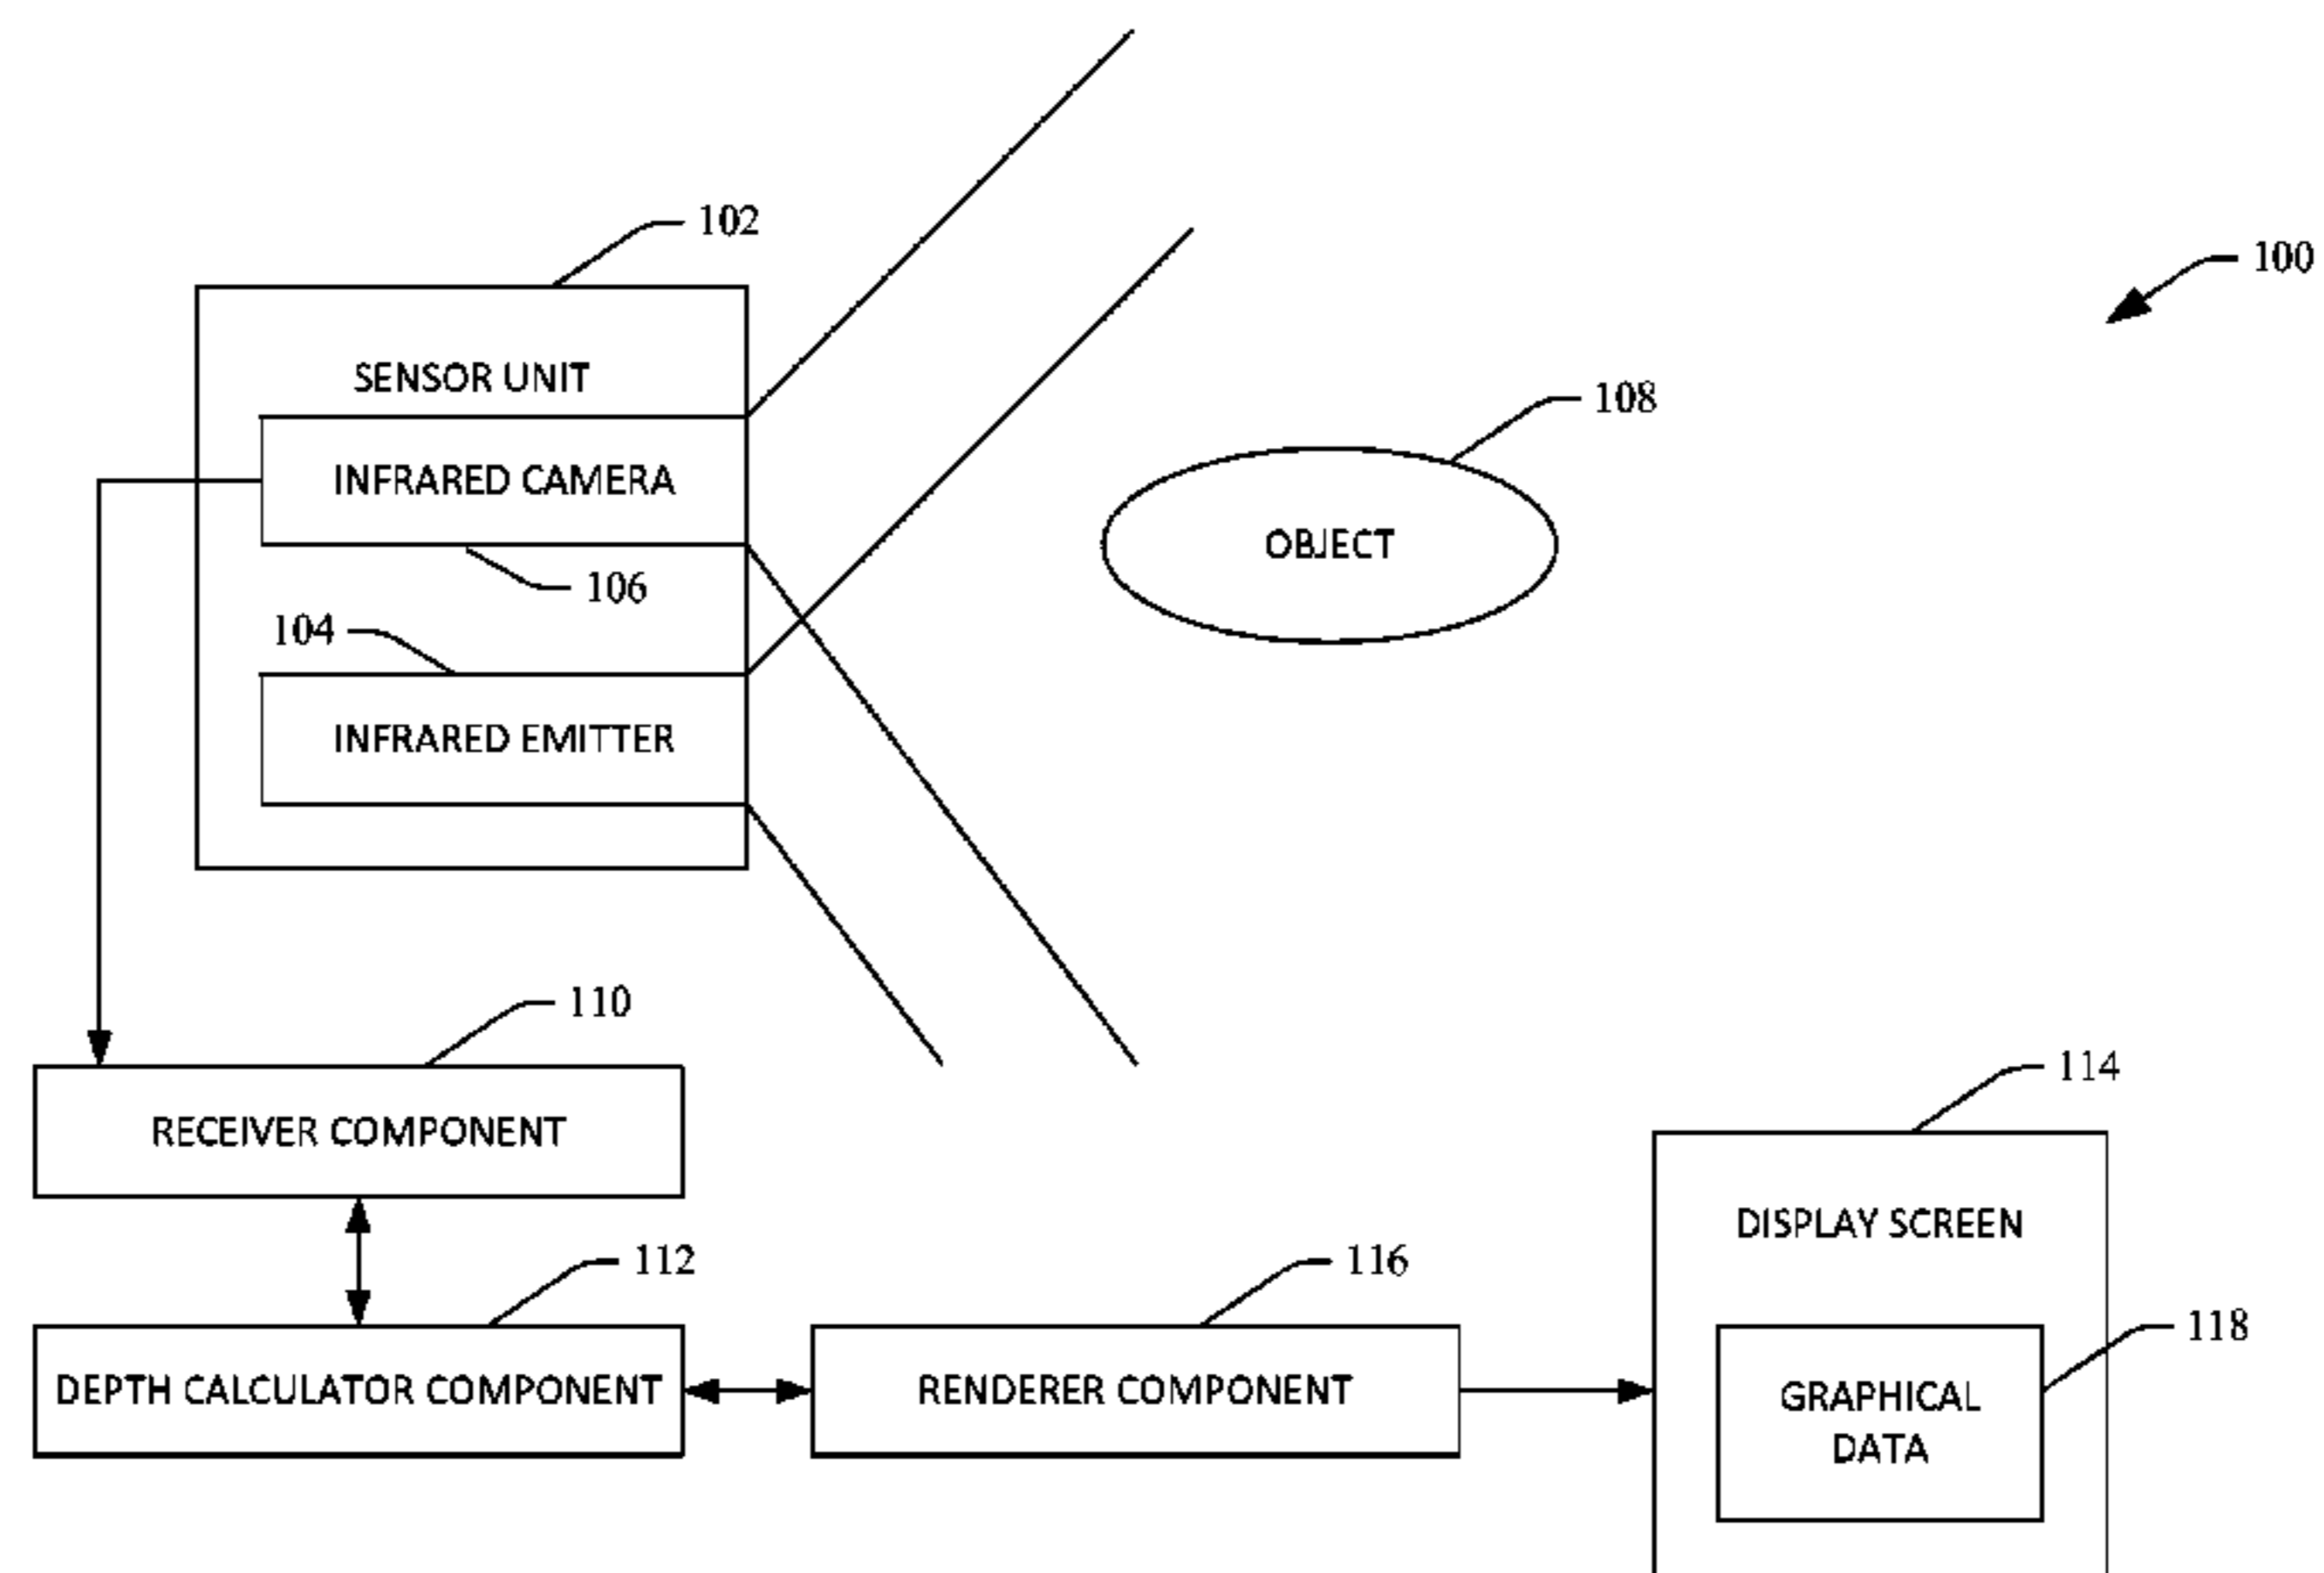 102
100
SENSOR UNIT
108
INFRARED CAMERA
OBJECT
106
104
INFRARED EMITTER
110
114
RECEIVER COMPONENT
DISPLAY SCREEN
112
116
118
DEPTH CALCULATOR COMPONENT
RENDERER COMPONENT
GRAPHICAL
DATA